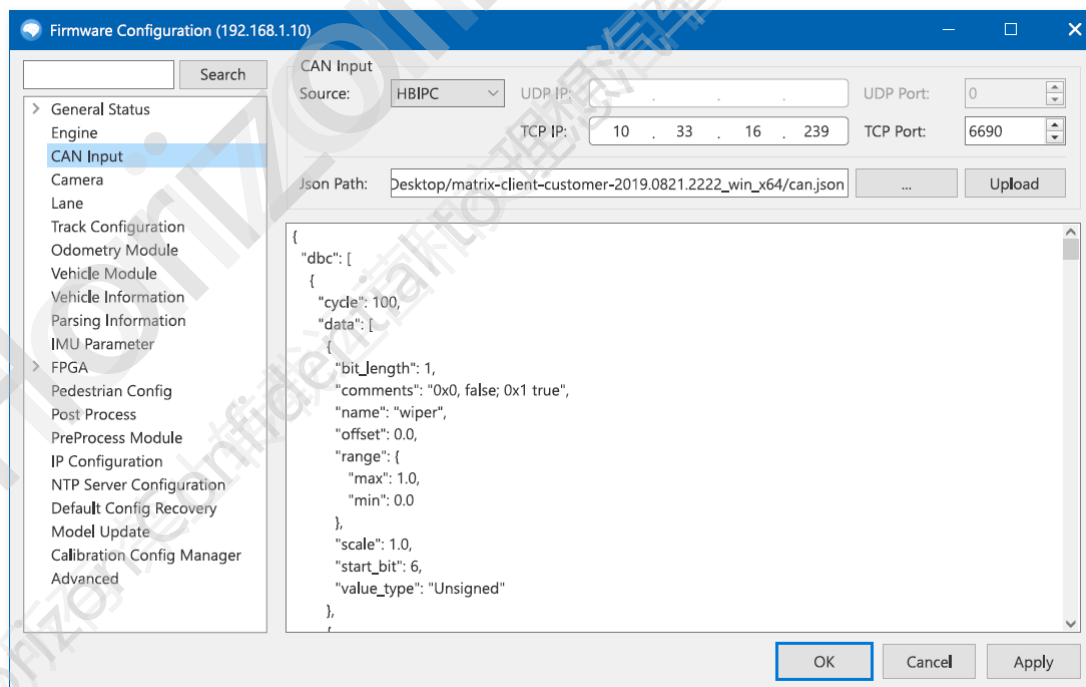 Firmware Configuration (192.168.1.10)
Search
CAN Input
Source: HBIPC UDP IP: . . . UDP Port: 0
TCP IP: 10 . 33 . 16 . 239 TCP Port: 6690
Json Path: Desktop/matrix-client-customer-2019.0821.2222_win_x64/can.json ... Upload
General Status
Engine
CAN Input
Camera
Lane
Track Configuration
Odometry Module
Vehicle Module
Vehicle Information
Parsing Information
IMU Parameter
FPGA
Pedestrian Config
Post Process
PreProcess Module
IP Configuration
NTP Server Configuration
Default Config Recovery
Model Update
Calibration Config Manager
Advanced
{
"dbc": [
{
"cycle": 100,
"data": [
{
"bit_length": 1,
"comments": "0x0, false; 0x1 true",
"name": "wiper",
"offset": 0.0,
"range": {
"max": 1.0,
"min": 0.0
},
"scale": 1.0,
"start_bit": 6,
"value_type": "Unsigned"
},
OK Cancel Apply
Horizon confidential to